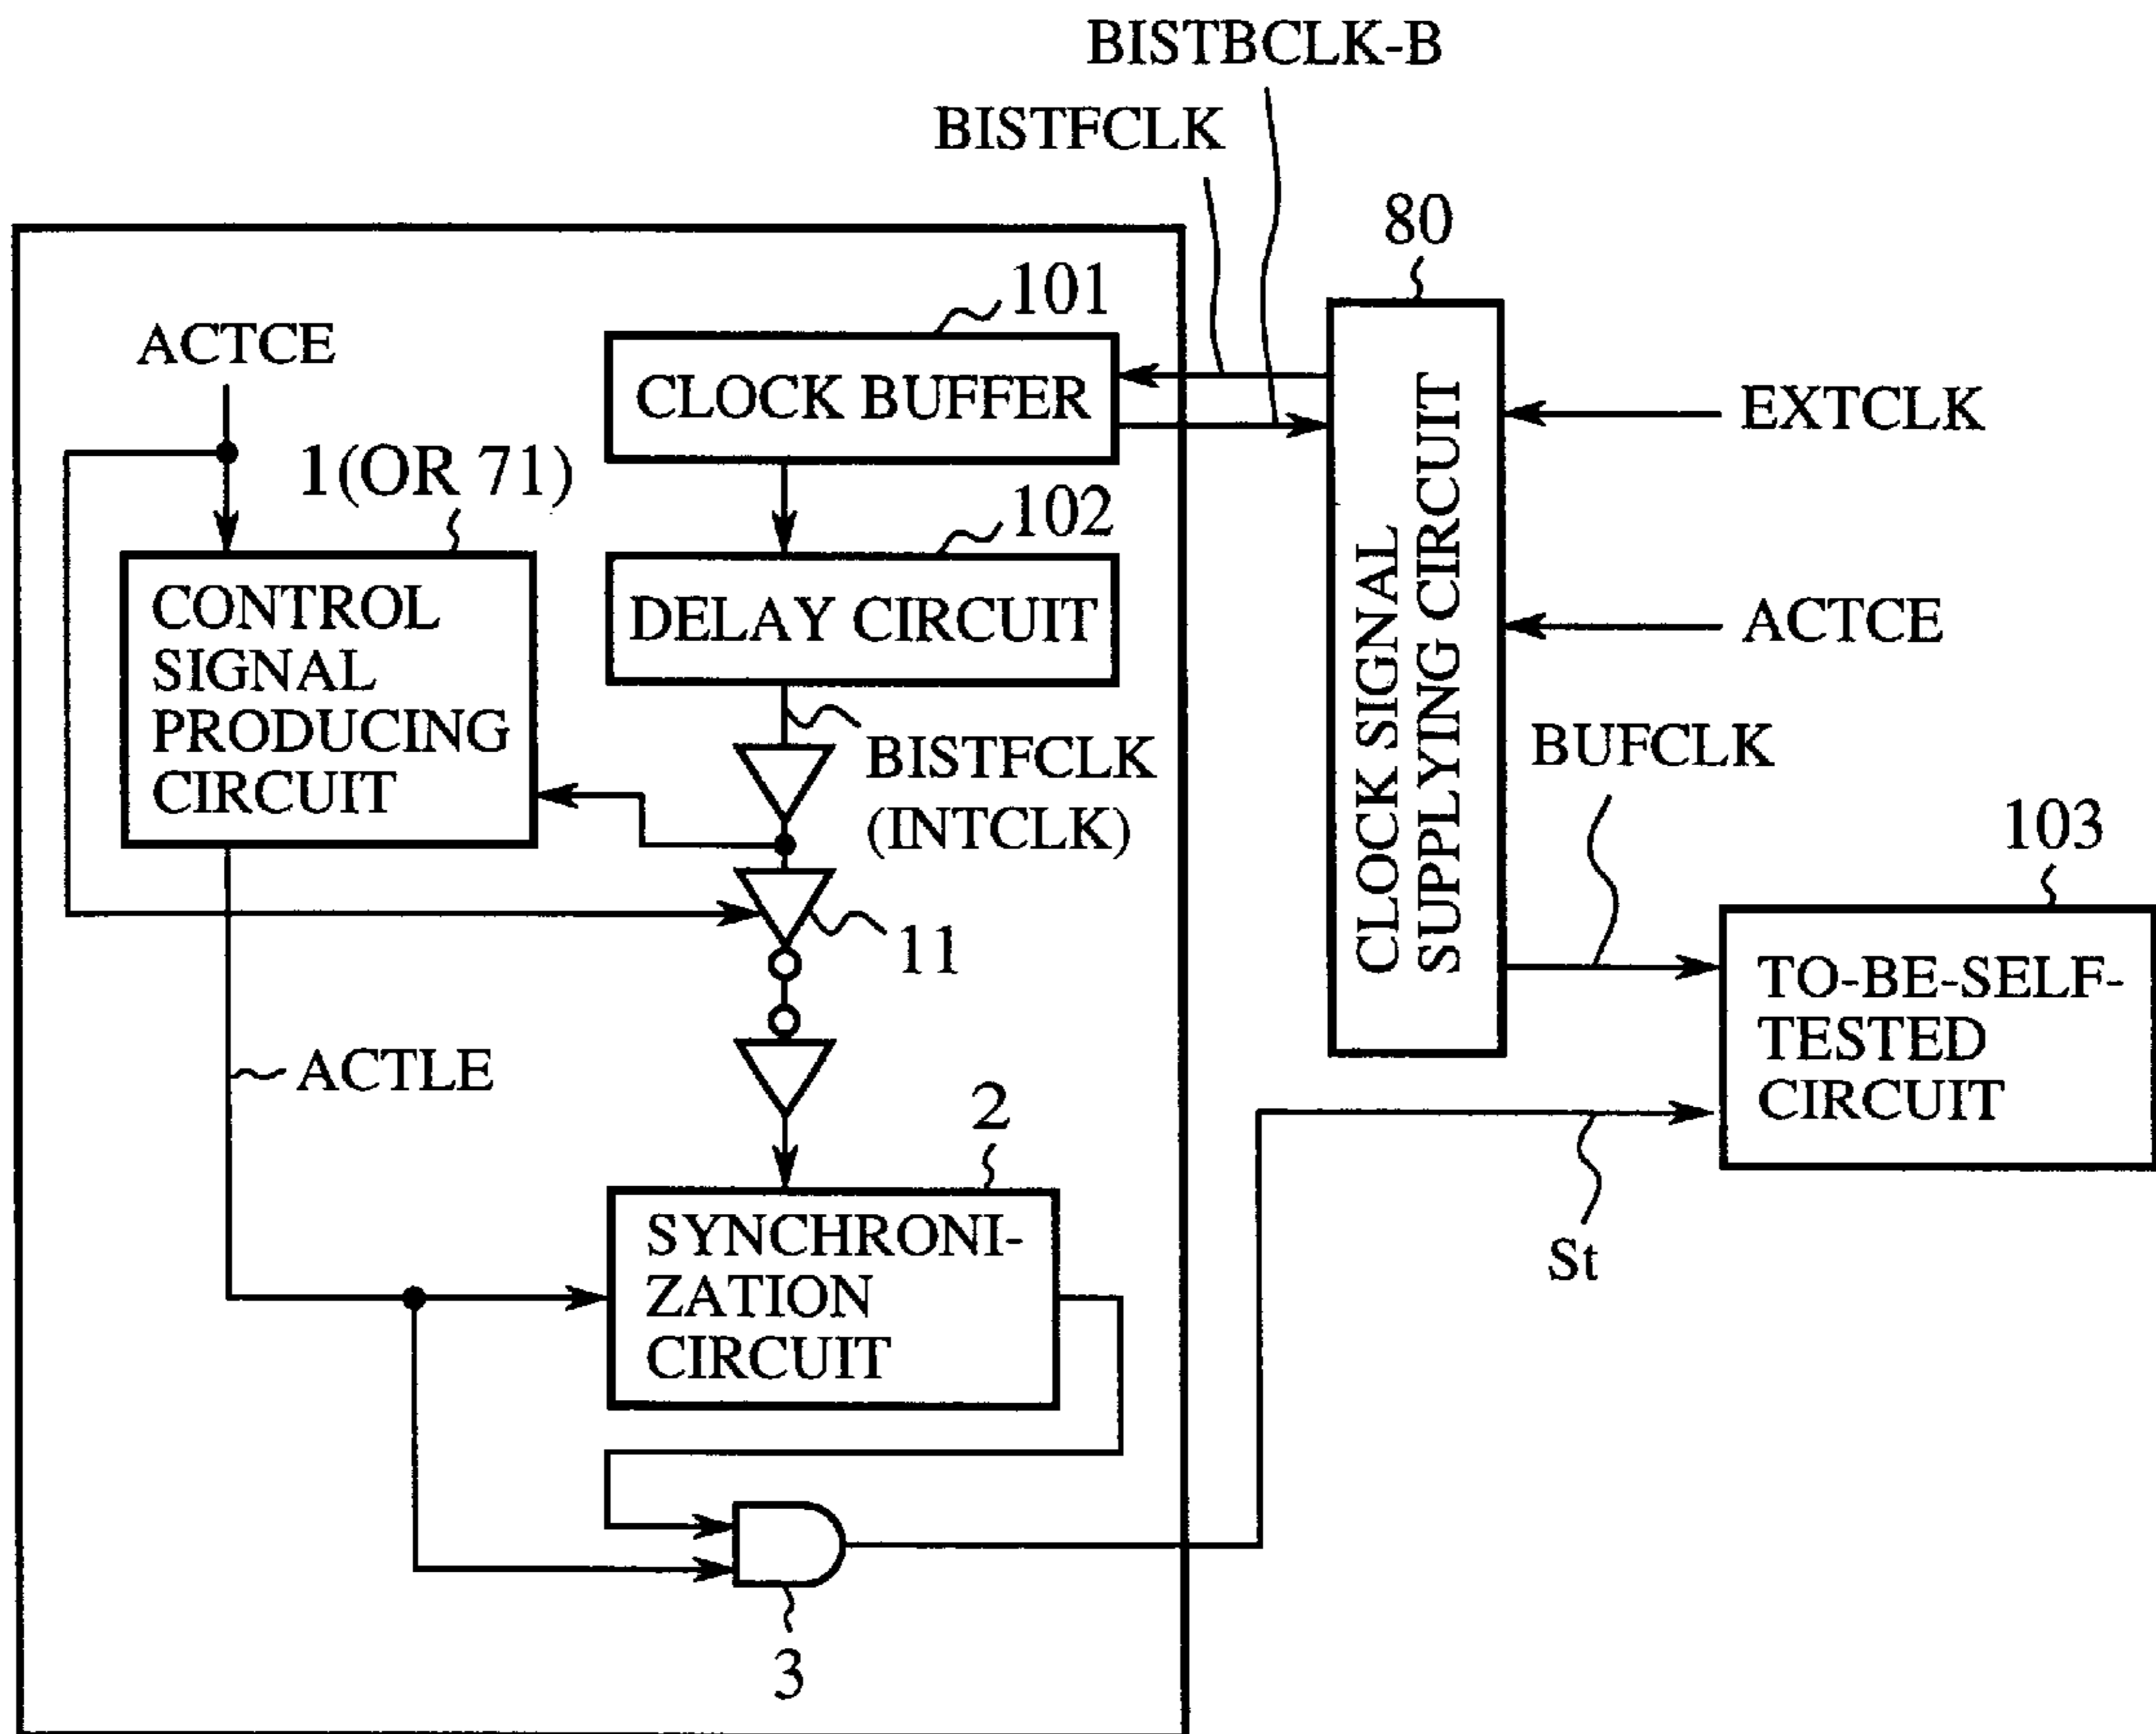 BISTBCLK-B
BISTFCLK
80
101
ACTCE
CLOCK BUFFER
EXTCLK
1(OR 71)
102
CONTROL
SIGNAL
PRODUCING
CIRCUIT
DELAY CIRCUIT
CLOCK SIGNAL
SUPPLYING CIRCUIT
ACTCE
BISTFCLK
(INTCLK)
BUFCLK
103
11
TO-BE-SELF-
TESTED
CIRCUIT
ACTLE
2
SYNCHRONI-
ZATION
CIRCUIT
St
3